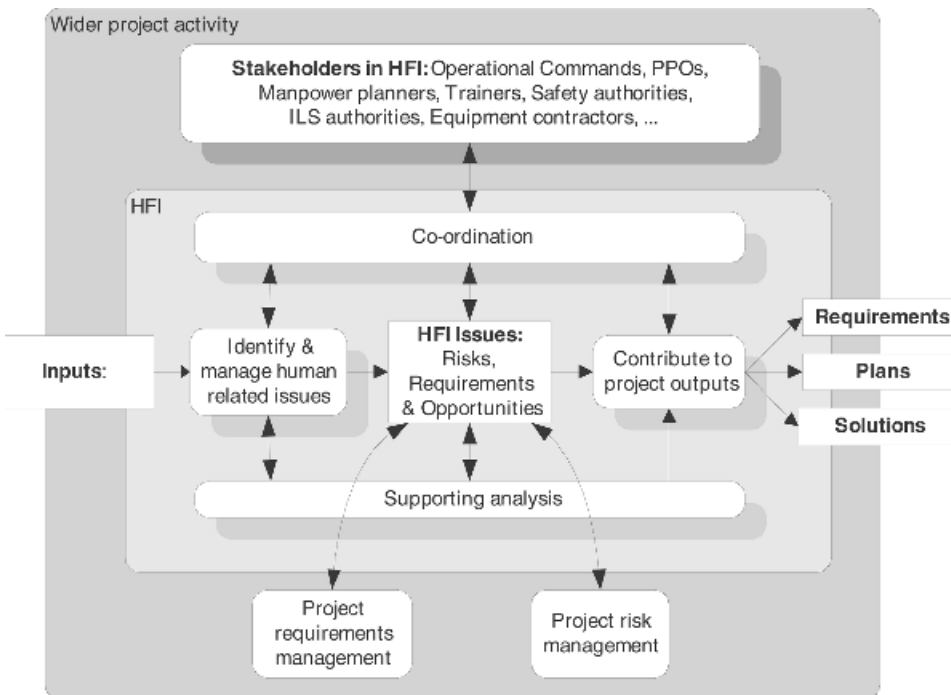 Wider project activity
Stakeholders in HFI: Operational Commands, PPOs,
Manpower planners, Trainers, Safety authorities,
ILS authorities, Equipment contractors, ...
HFI
Co-ordination
Inputs:
Identify &
manage human
related issues
HFI Issues:
Risks,
Requirements
& Opportunities
Contribute to
project outputs
Requirements
Plans
Solutions
Supporting analysis
Project
requirements
management
Project risk
management